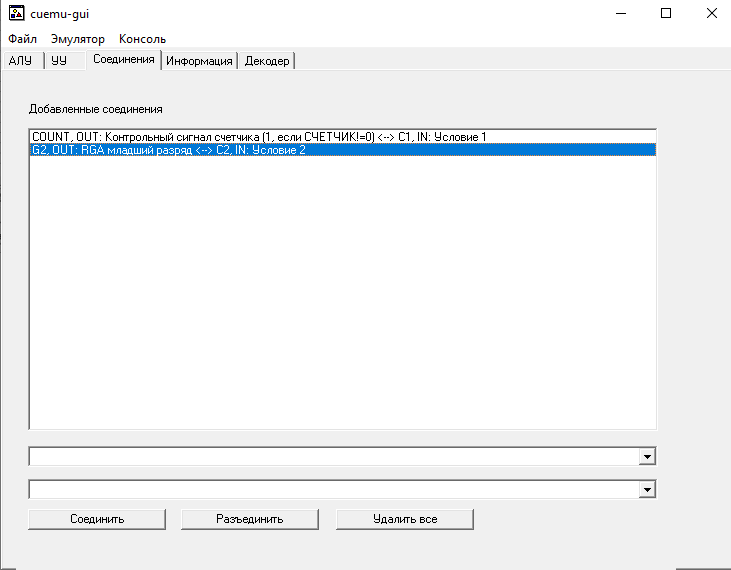 cuemu-gui
Файл Эмулятор Консоль
АЛУ УУ Соединения Информация Декодер
Добавленные соединения
COUNT, OUT: Контрольный сигнал счетчика (1, если СЧЕТЧИК!=0) <--> C1, IN: Условие 1
G2, OUT: RGA младший разряд <--> C2, IN: Условие 2
Соединить Разъединить Удалить все